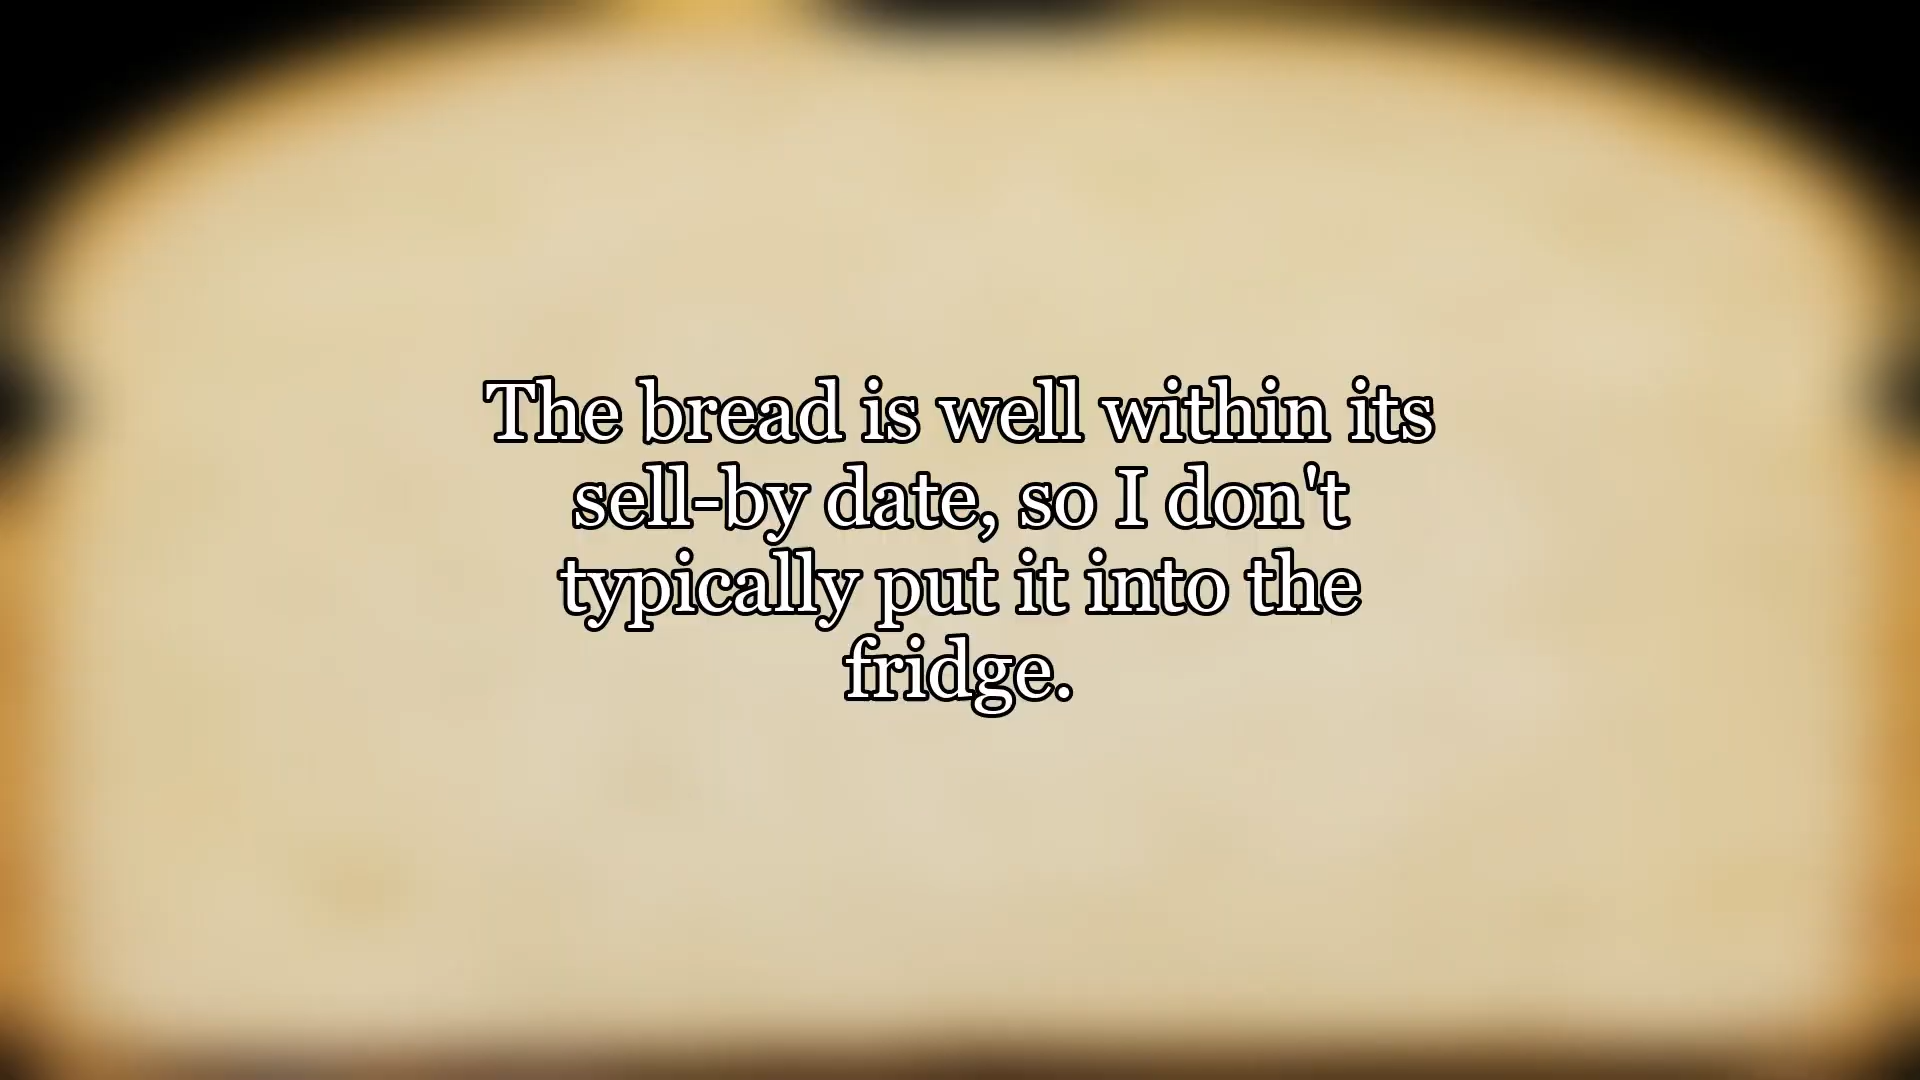 The bread is well within its
sell-by date, so I don't
typically put it into the
fridge.